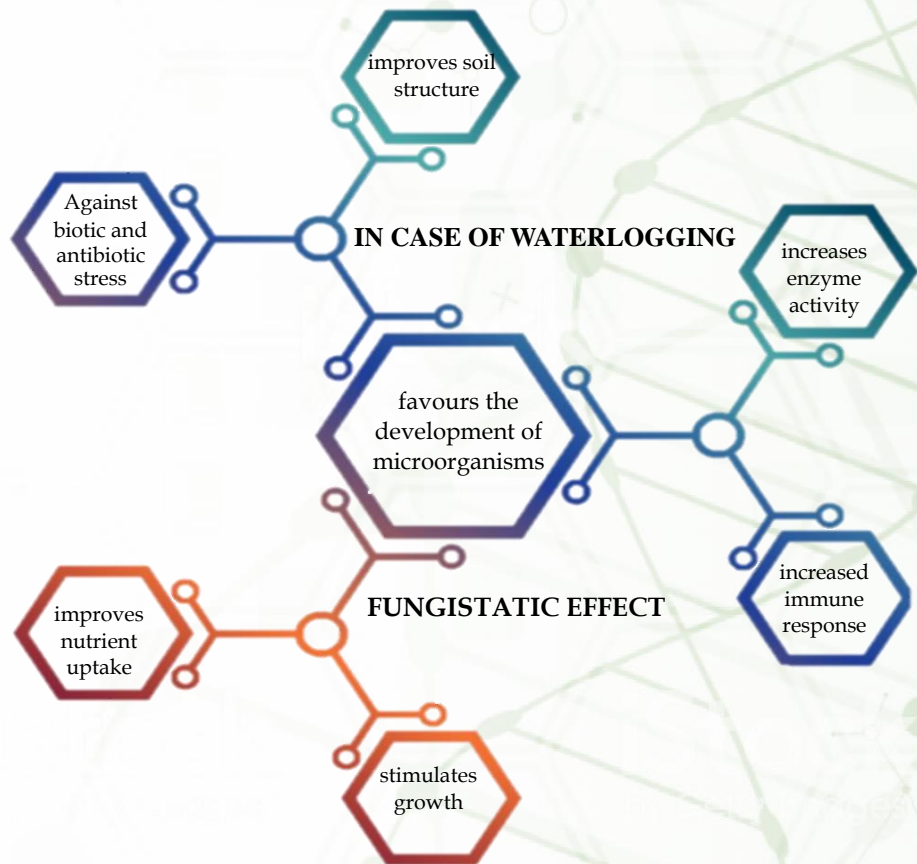 improves soil
structure
Against
biotic and
antibiotic
stress
IN CASE OF WATERLOGGING
increases
enzyme
activity
favours the
development of
microorganisms
improves
nutrient
uptake
FUNGISTATIC EFFECT
increased
immune
response
stimulates
growth